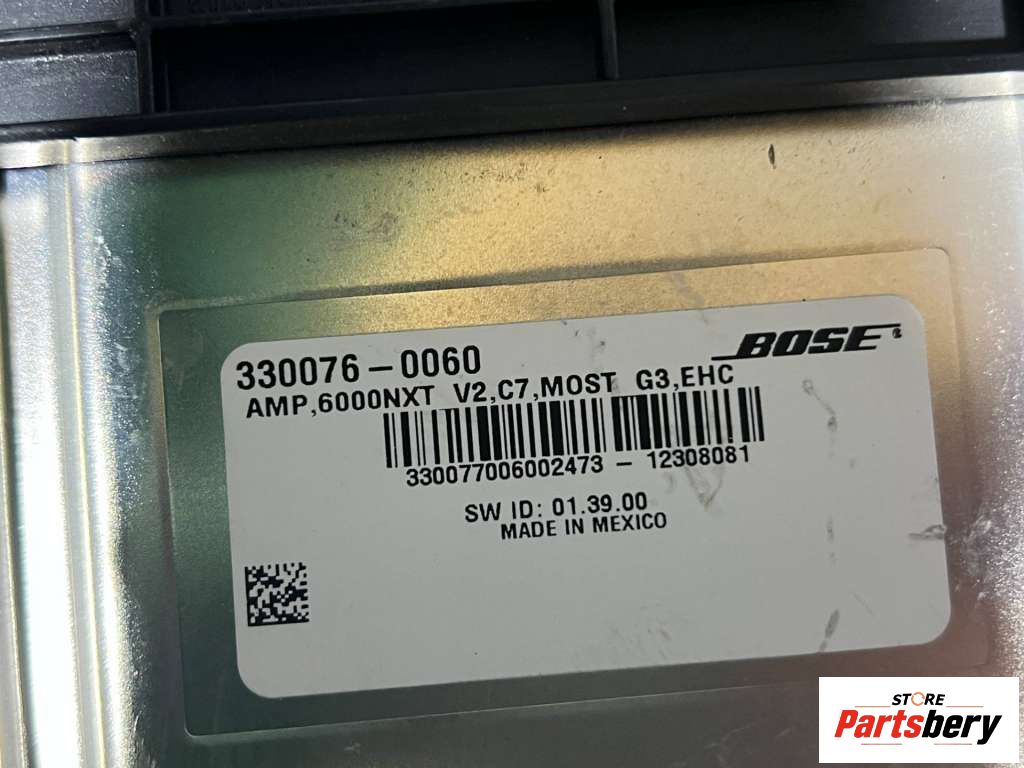 330076-0060
BOSE
AMP,6000NXT V2,C7,MOST G3,EHC
330077006002473 - 12308081
SW ID: 01.39.00
MADE IN MEXICO
STORE
Partsbery